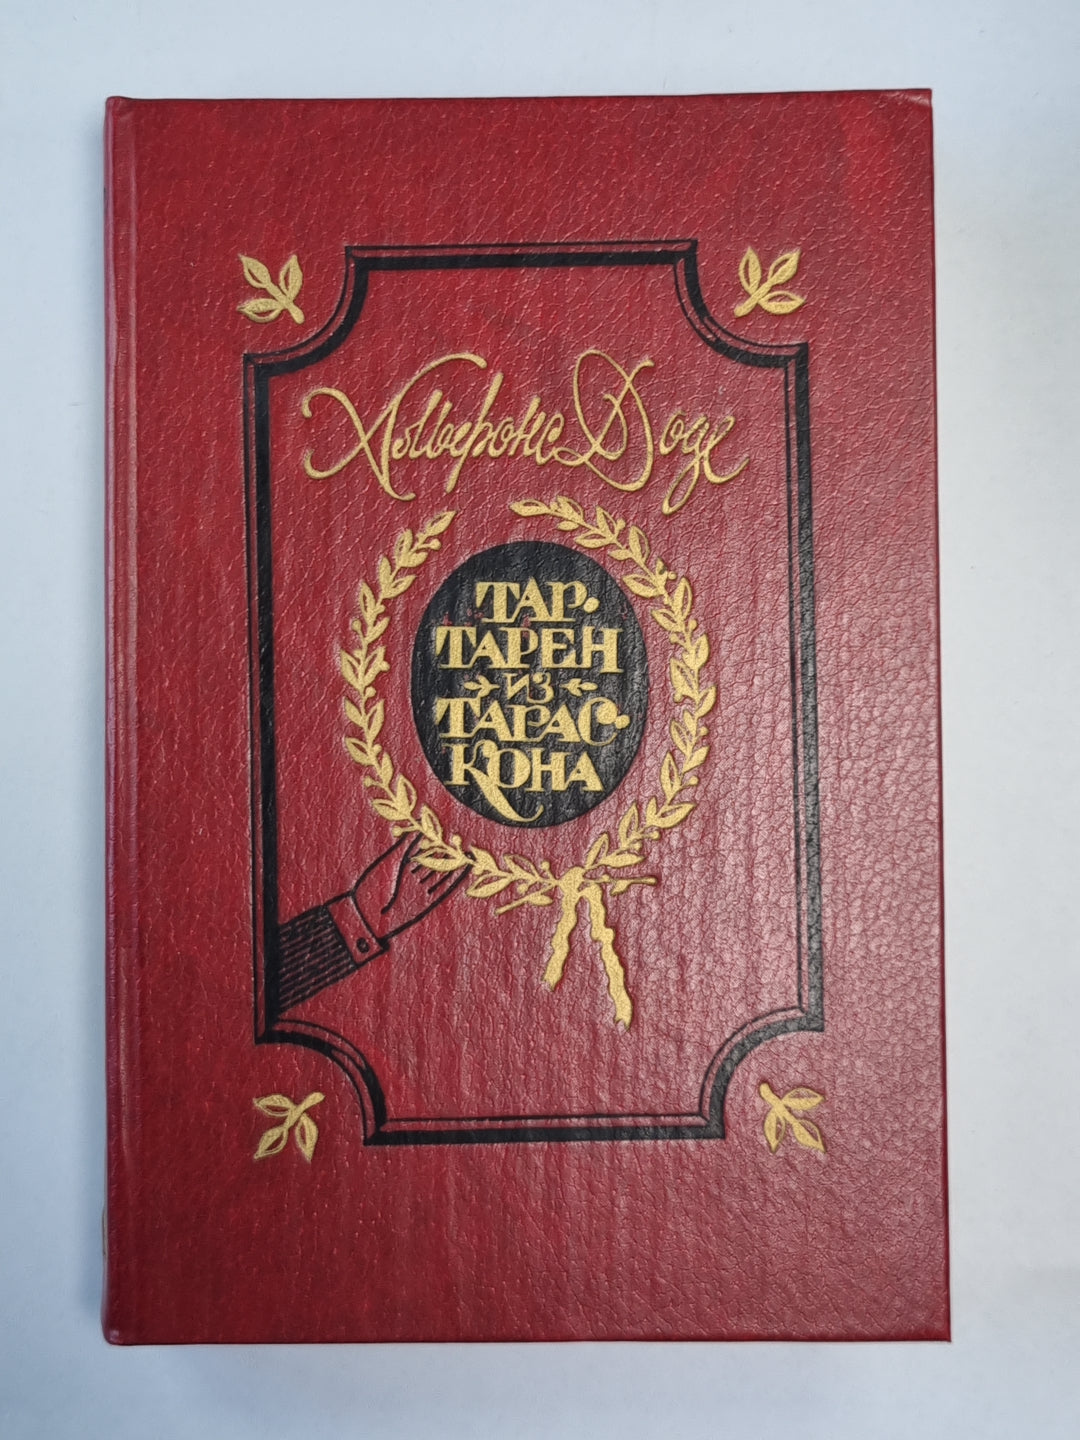 Альфонс Доде
ТАР·
ТАРЕН
ИЗ
ТАРАС·
КОНА